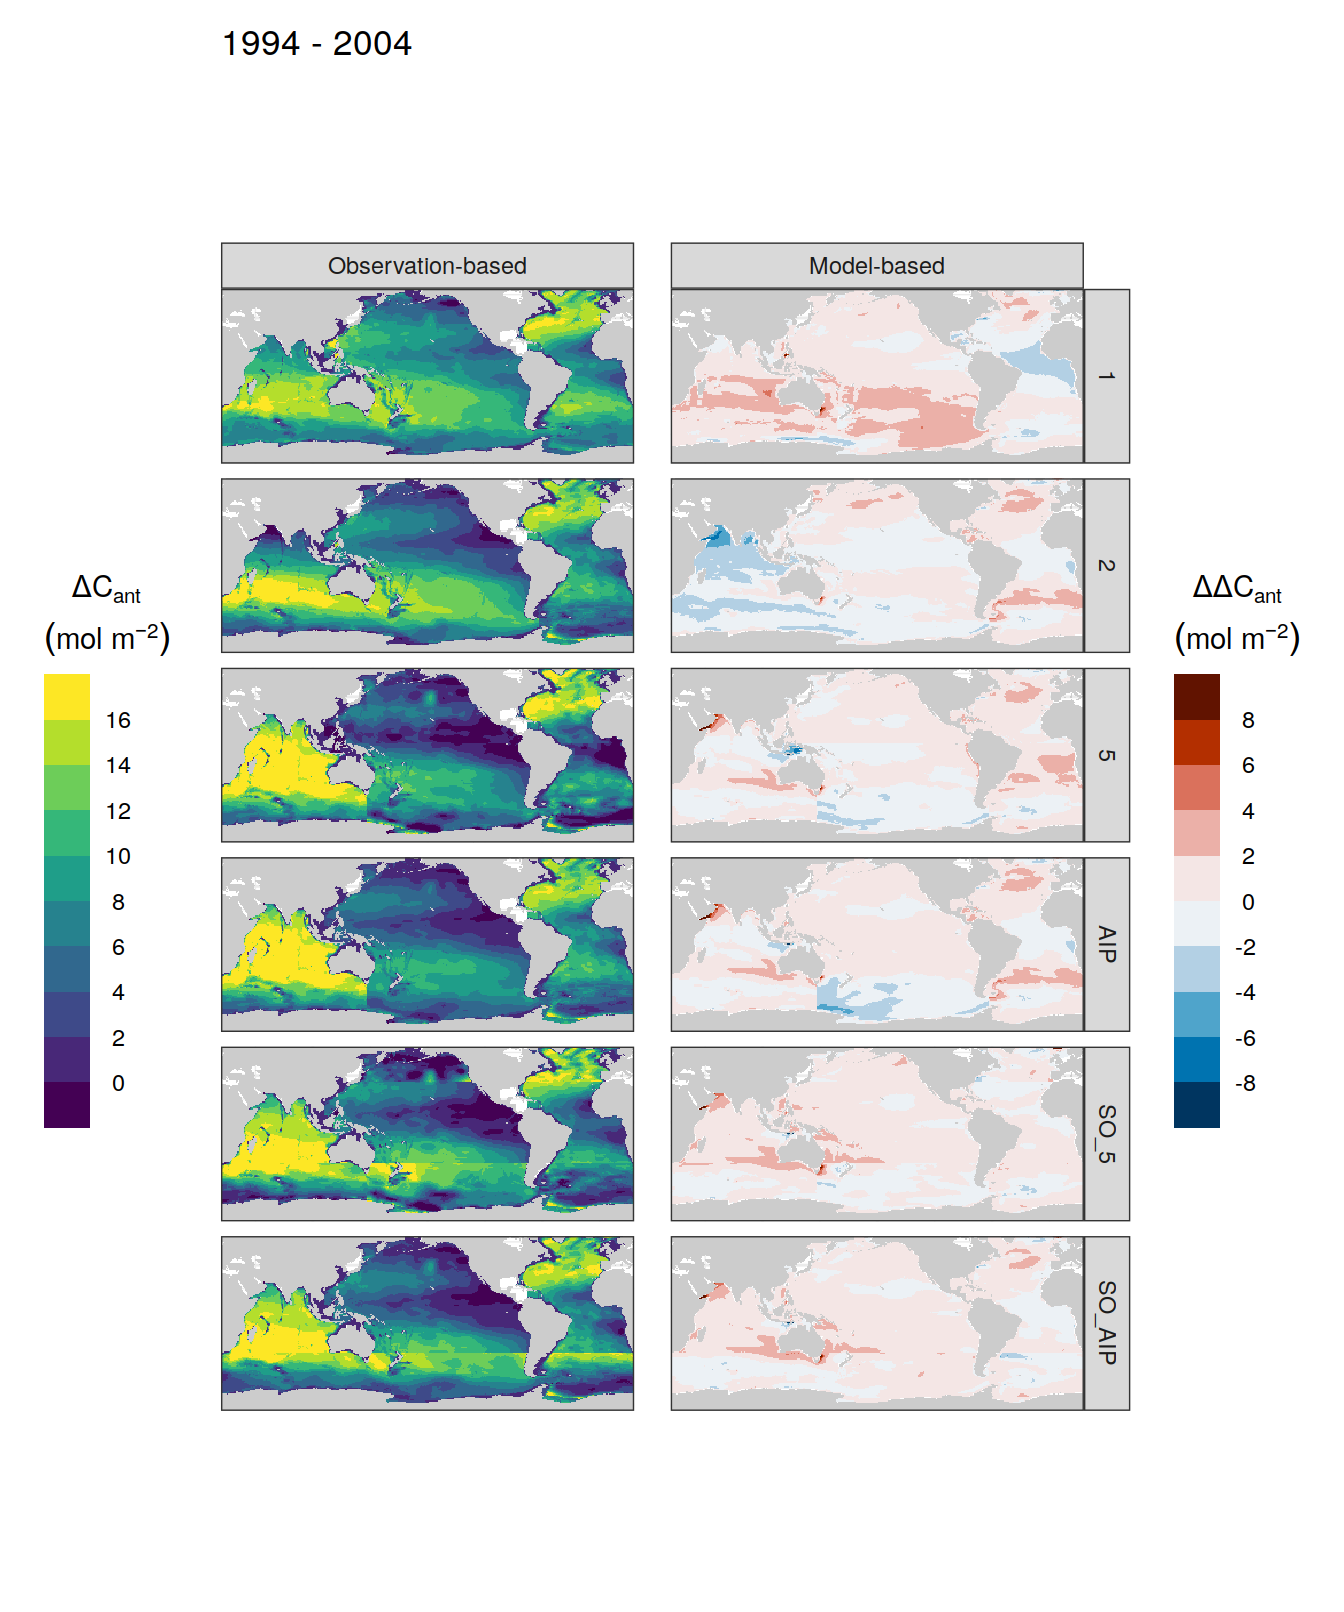 1994 - 2004
Observation-based
Model-based
1
2
5
AIP
SO_5
SO_AIP
ΔCant
(mol m−2)
16
14
12
10
8
6
4
2
0
ΔΔCant
(mol m−2)
8
6
4
2
0
-2
-4
-6
-8